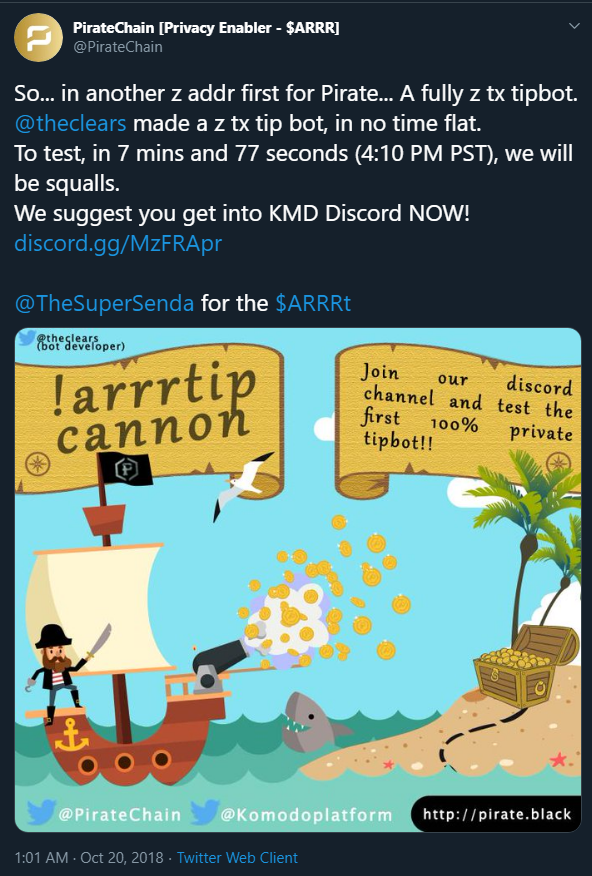 PirateChain [Privacy Enabler - $ARRR]
@PirateChain
So... in another z addr first for Pirate... A fully z tx tipbot.
@theclears made a z tx tip bot, in no time flat.
To test, in 7 mins and 77 seconds (4:10 PM PST), we will
be squalls.
We suggest you get into KMD Discord NOW!
discord.gg/MzFRApr
@TheSuperSenda for the $ARRRt
@theclears
(bot developer)
!arrrtip
cannon
Join our discord
channel and test the
first 100% private
tipbot!!
@PirateChain @Komodoplatform http://pirate.black
1:01 AM · Oct 20, 2018 · Twitter Web Client